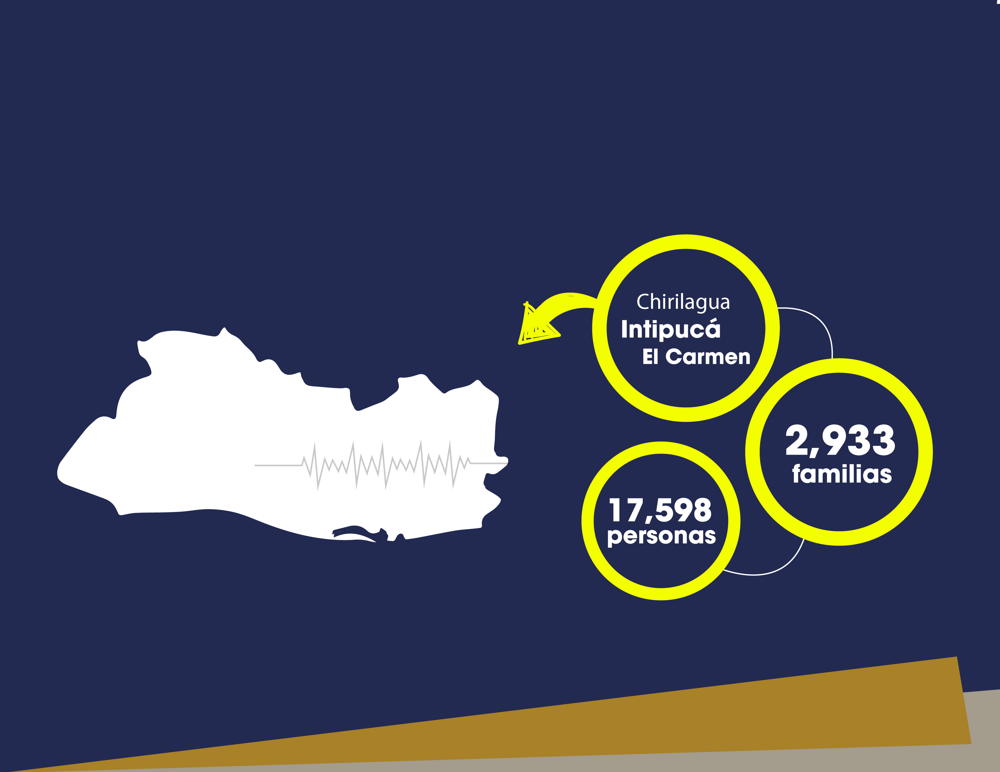 Chirilagua
Intipucá
El Carmen
2,933
familias
17,598
personas